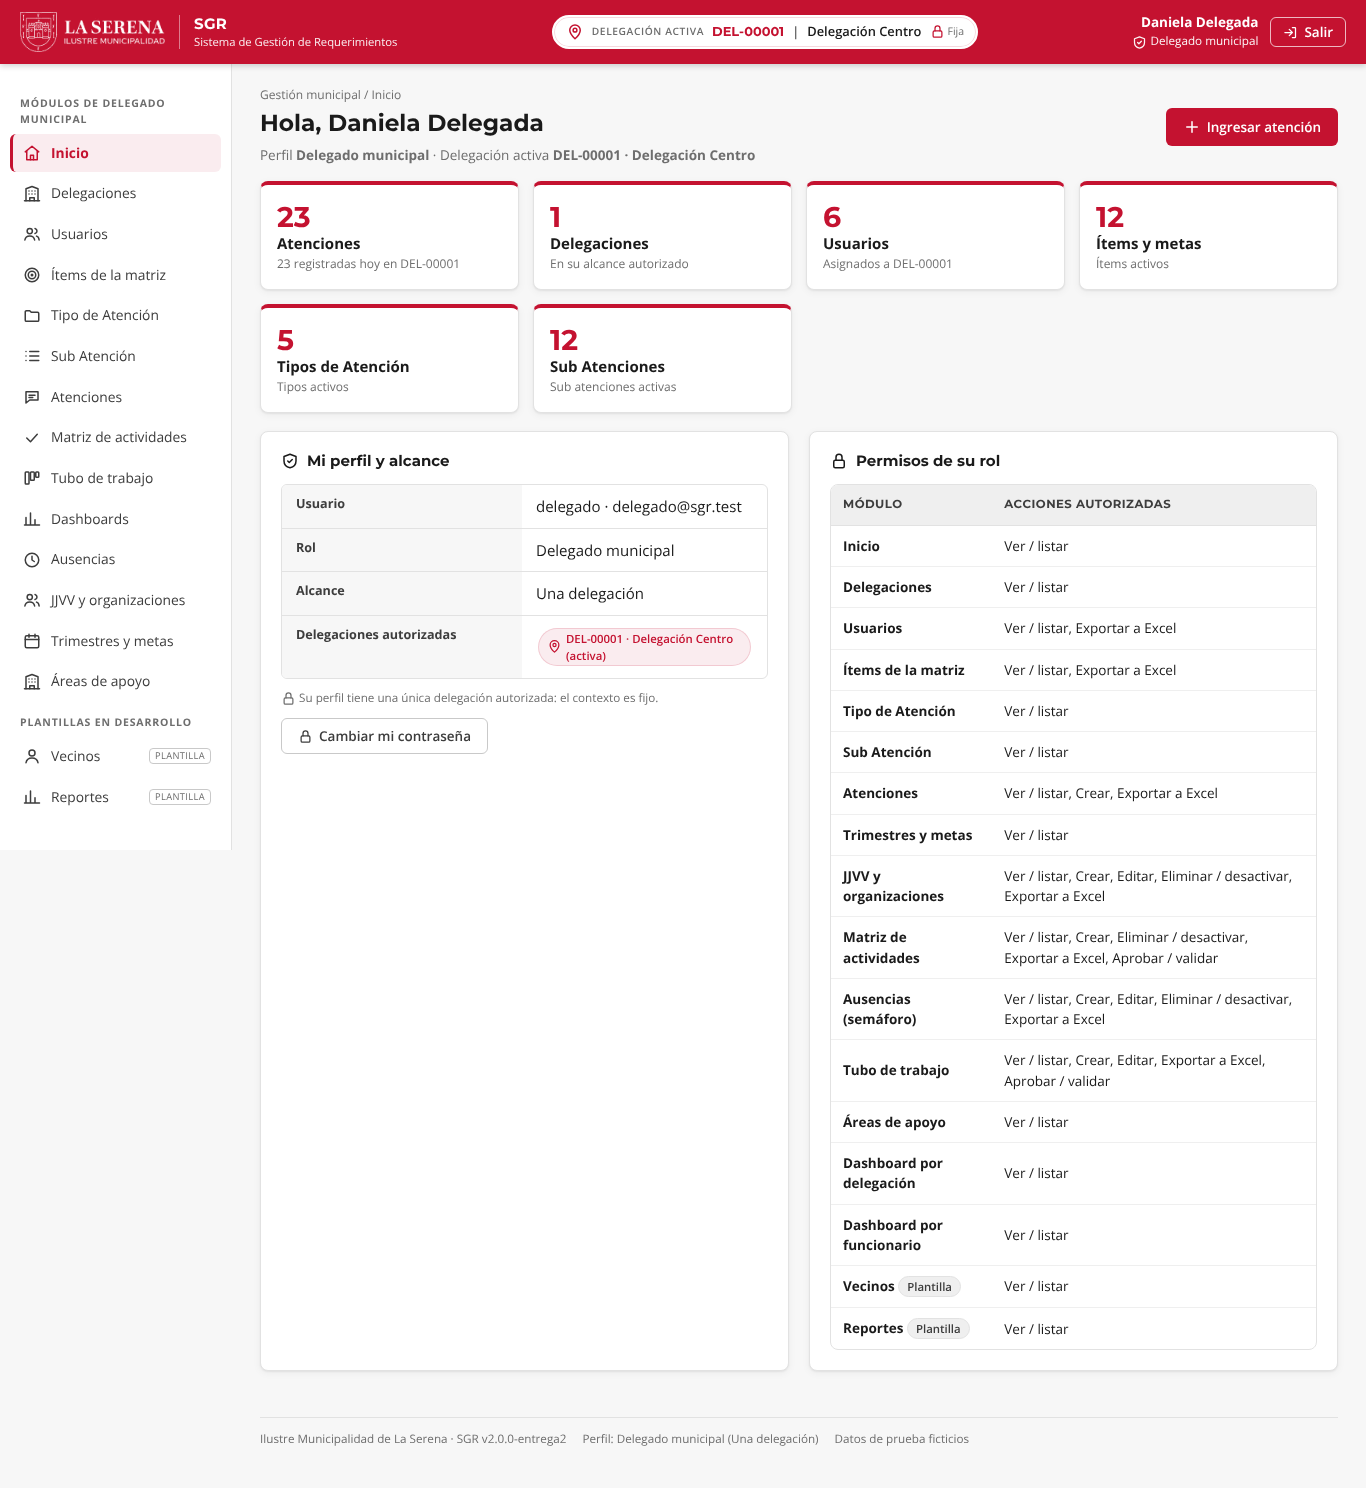 LA SERENA
ILUSTRE MUNICIPALIDAD
SGR
Sistema de Gestión de Requerimientos
DELEGACIÓN ACTIVA DEL-00001 | Delegación Centro Fija
Daniela Delegada
Delegado municipal
Salir
MÓDULOS DE DELEGADO
MUNICIPAL
Inicio
Delegaciones
Usuarios
Ítems de la matriz
Tipo de Atención
Sub Atención
Atenciones
Matriz de actividades
Tubo de trabajo
Dashboards
Ausencias
JJVV y organizaciones
Trimestres y metas
Áreas de apoyo
PLANTILLAS EN DESARROLLO
Vecinos PLANTILLA
Reportes PLANTILLA
Gestión municipal / Inicio
Hola, Daniela Delegada
Perfil Delegado municipal · Delegación activa DEL-00001 · Delegación Centro
Ingresar atención
23
Atenciones
23 registradas hoy en DEL-00001
1
Delegaciones
En su alcance autorizado
6
Usuarios
Asignados a DEL-00001
12
Ítems y metas
Ítems activos
5
Tipos de Atención
Tipos activos
12
Sub Atenciones
Sub atenciones activas
Mi perfil y alcance
Usuario delegado · delegado@sgr.test
Rol Delegado municipal
Alcance Una delegación
Delegaciones autorizadas DEL-00001 · Delegación Centro
(activa)
Su perfil tiene una única delegación autorizada: el contexto es fijo.
Cambiar mi contraseña
Permisos de su rol
MÓDULO ACCIONES AUTORIZADAS
Inicio Ver / listar
Delegaciones Ver / listar
Usuarios Ver / listar, Exportar a Excel
Ítems de la matriz Ver / listar, Exportar a Excel
Tipo de Atención Ver / listar
Sub Atención Ver / listar
Atenciones Ver / listar, Crear, Exportar a Excel
Trimestres y metas Ver / listar
JJVV y
organizaciones
Ver / listar, Crear, Editar, Eliminar / desactivar,
Exportar a Excel
Matriz de
actividades
Ver / listar, Crear, Eliminar / desactivar,
Exportar a Excel, Aprobar / validar
Ausencias
(semáforo)
Ver / listar, Crear, Editar, Eliminar / desactivar,
Exportar a Excel
Tubo de trabajo
Ver / listar, Crear, Editar, Exportar a Excel,
Aprobar / validar
Áreas de apoyo Ver / listar
Dashboard por
delegación
Ver / listar
Dashboard por
funcionario
Ver / listar
Vecinos Plantilla Ver / listar
Reportes Plantilla Ver / listar
Ilustre Municipalidad de La Serena · SGR v2.0.0-entrega2 Perfil: Delegado municipal (Una delegación) Datos de prueba ficticios